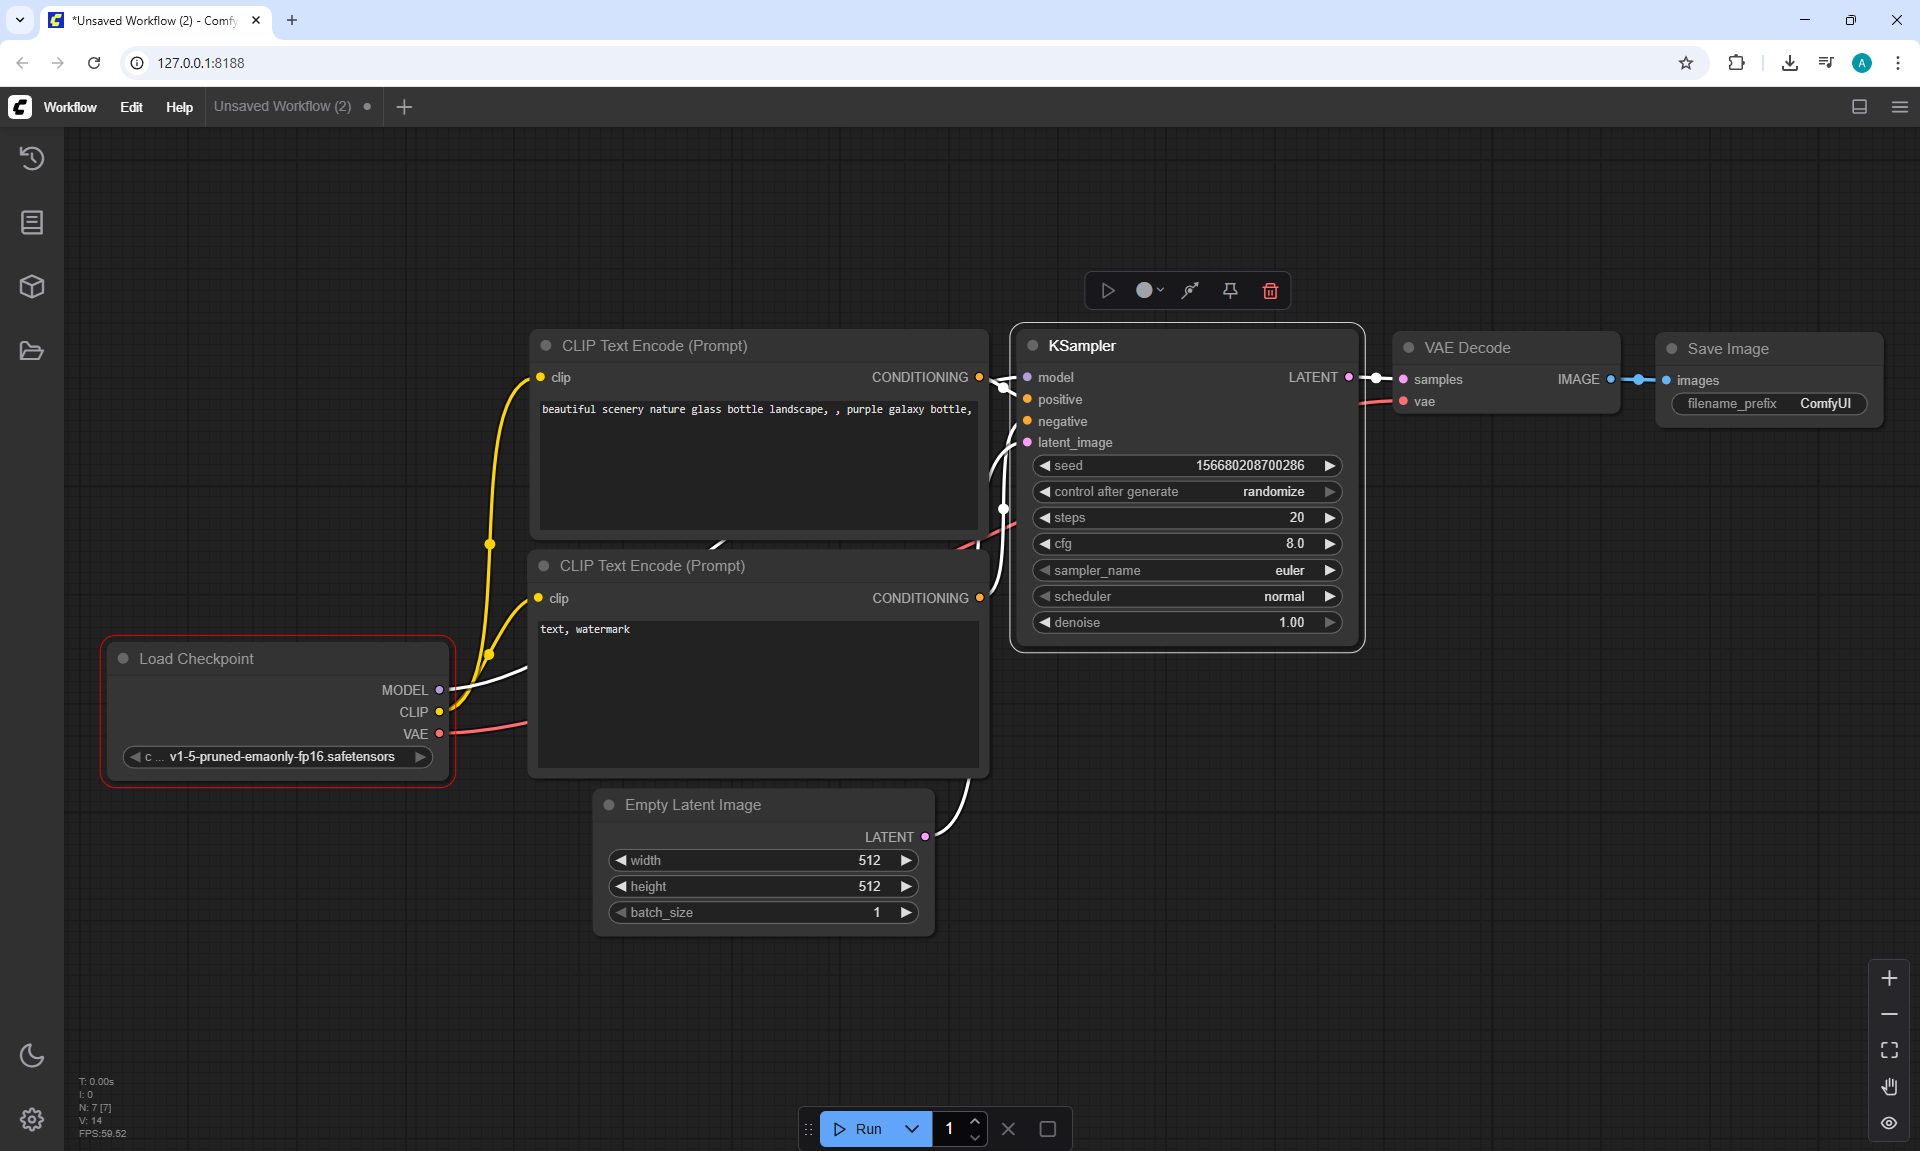 *Unsaved Workflow (2) - Comfy
127.0.0.1:8188
Workflow
Edit
Help
Unsaved Workflow (2)
CLIP Text Encode (Prompt)
clip
CONDITIONING
beautiful scenery nature glass bottle landscape, , purple galaxy bottle,
CLIP Text Encode (Prompt)
clip
CONDITIONING
text, watermark
Load Checkpoint
MODEL
CLIP
VAE
c ... v1-5-pruned-emaonly-fp16.safetensors
Empty Latent Image
LATENT
width 512
height 512
batch_size 1
KSampler
model
LATENT
positive
negative
latent_image
seed 156680208700286
control after generate randomize
steps 20
cfg 8.0
sampler_name euler
scheduler normal
denoise 1.00
VAE Decode
samples
IMAGE
vae
Save Image
images
filename_prefix ComfyUI
T: 0.00s
I: 0
N: 7 [7]
V: 14
FPS:59.52
Run
1
A